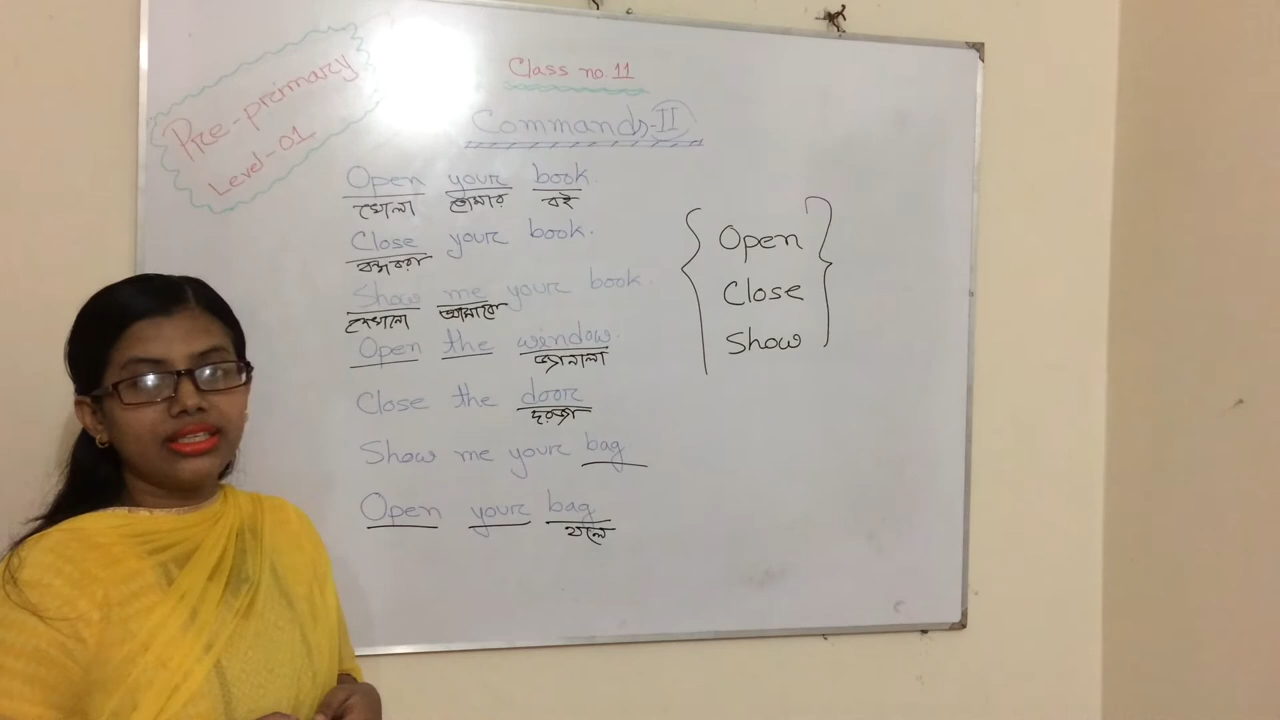 Pre-primary
Level-01
Class no 11
Commands-II
Open your book.
খোলা তোমার বই
Close your book.
বন্ধ করা
Show me your book.
দেখানো আমাকে
Open the window.
জানালা
Close the door
দরজা
Show me your bag
Open your bag
থলে
Open
Close
Show